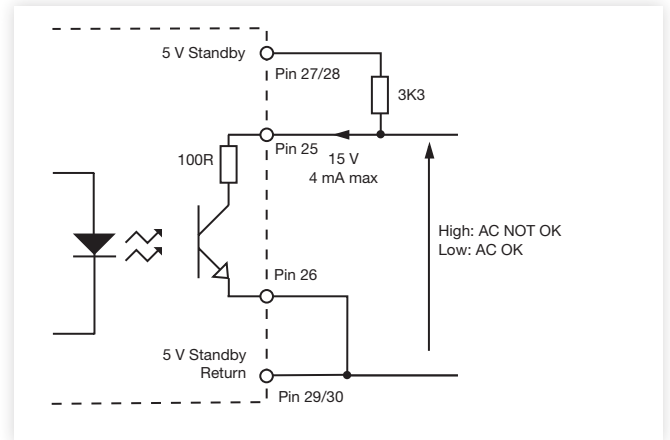 5 V Standby
Pin 27/28
3K3
Pin 25
100R
15 V
4 mA max
High: AC NOT OK
Low: AC OK
Pin 26
5 V Standby
Return
Pin 29/30